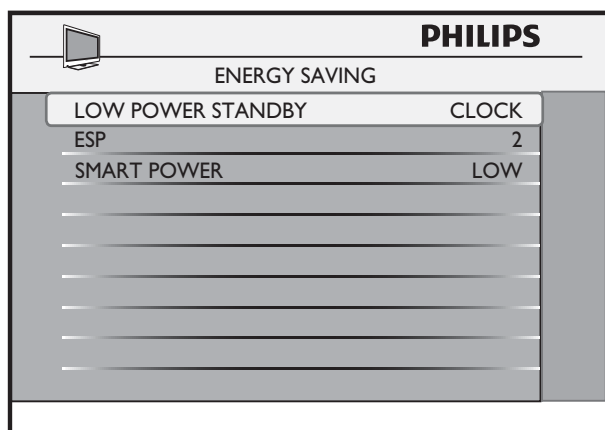 PHILIPS
ENERGY SAVING
LOW POWER STANDBY CLOCK
ESP 2
SMART POWER LOW